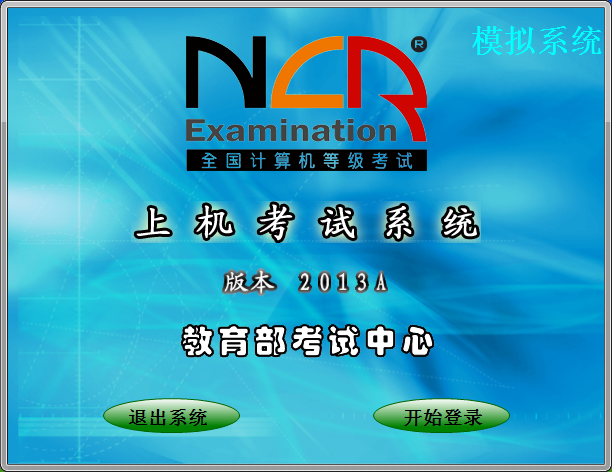 模拟系统
NCR®
Examination
全国计算机等级考试
上机考试系统
版本 2013A
教育部考试中心
退出系统 开始登录